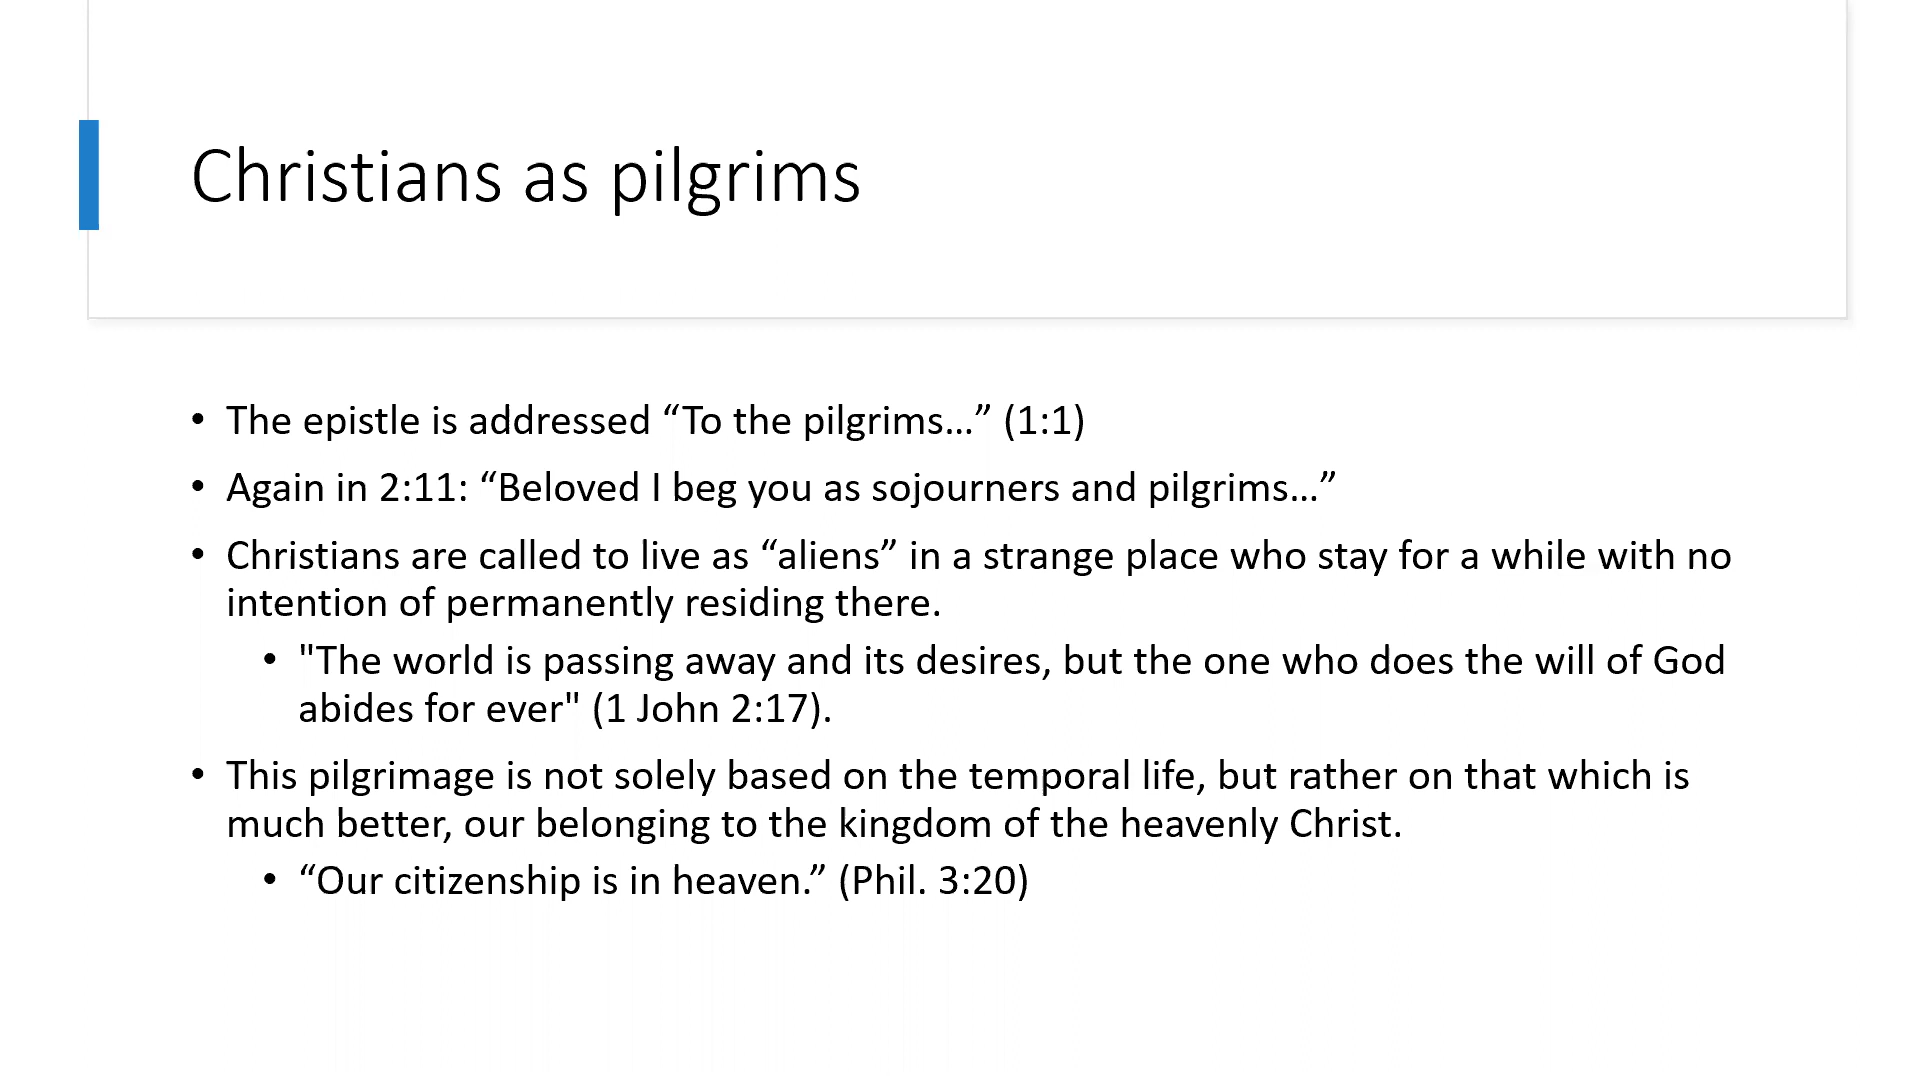 Christians as pilgrims
• The epistle is addressed “To the pilgrims…” (1:1)
• Again in 2:11: “Beloved I beg you as sojourners and pilgrims…”
• Christians are called to live as “aliens” in a strange place who stay for a while with no
intention of permanently residing there.
• "The world is passing away and its desires, but the one who does the will of God
abides for ever" (1 John 2:17).
• This pilgrimage is not solely based on the temporal life, but rather on that which is
much better, our belonging to the kingdom of the heavenly Christ.
• “Our citizenship is in heaven.” (Phil. 3:20)